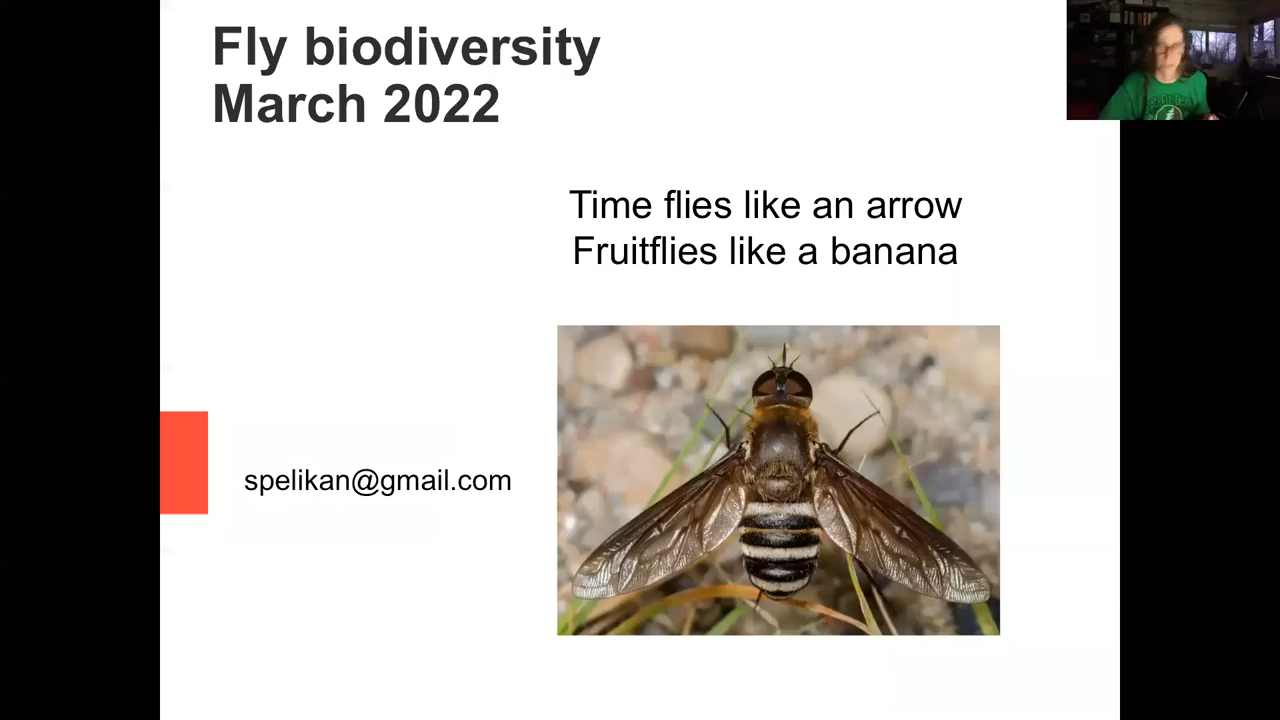 Fly biodiversity
March 2022
Time flies like an arrow
Fruitflies like a banana
spelikan@gmail.com